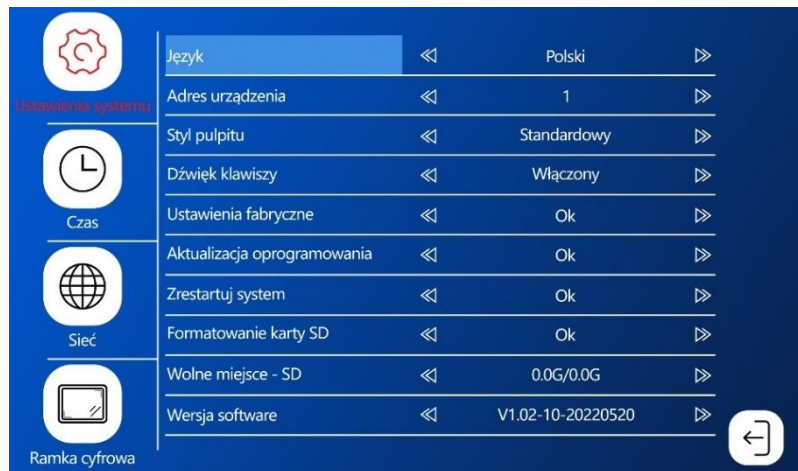 Ustawienia systemu
Czas
Sieć
Ramka cyfrowa
Język Polski
Adres urządzenia 1
Styl pulpitu Standardowy
Dźwięk klawiszy Włączony
Ustawienia fabryczne Ok
Aktualizacja oprogramowania Ok
Zrestartuj system Ok
Formatowanie karty SD Ok
Wolne miejsce - SD 0.0G/0.0G
Wersja software V1.02-10-20220520